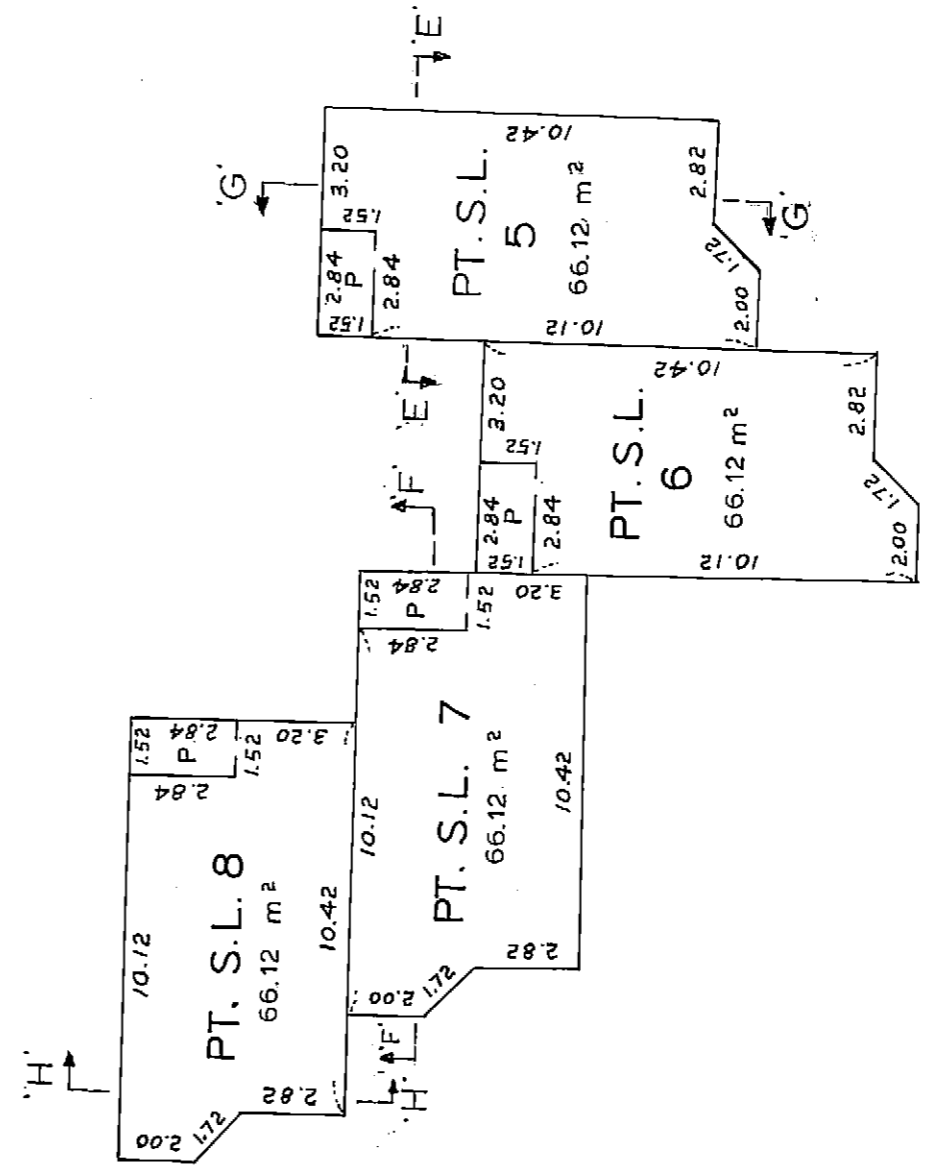 'E'
'G'
3.20
1.52
2.84
P
1.52
2.84
10.42
PT. S.L.
5
66.12 m²
10.12
2.82
1.72
2.00
'G'
'E'
'F'
3.20
1.52
2.84
P
1.52
2.84
10.42
PT. S.L.
6
66.12 m²
10.12
2.82
1.72
2.00
1.52
2.84
P
2.84
1.52
3.20
10.12
PT. S.L. 7
66.12 m²
10.42
2.82
1.72
2.00
'F'
1.52
2.84
P
2.84
1.52
3.20
10.12
PT. S.L. 8
66.12 m²
10.42
2.82
1.72
2.00
'H'
'H'